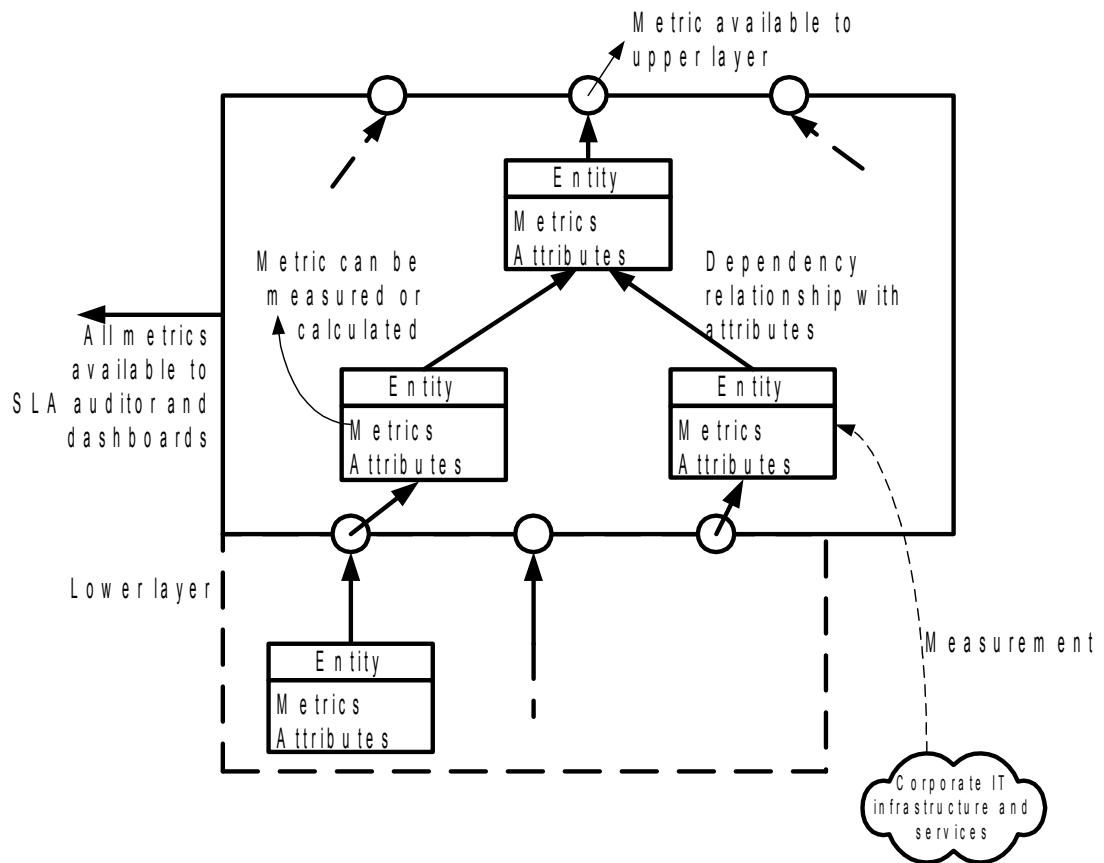 Metric available to
upper layer
Entity
Metrics
Attributes
Metric can be
measured or
calculated
Dependency
relationship with
attributes
All metrics
available to
SLA auditor and
dashboards
Entity
Metrics
Attributes
Entity
Metrics
Attributes
Lower layer
Entity
Metrics
Attributes
Measurement
Corporate IT
infrastructure and
services